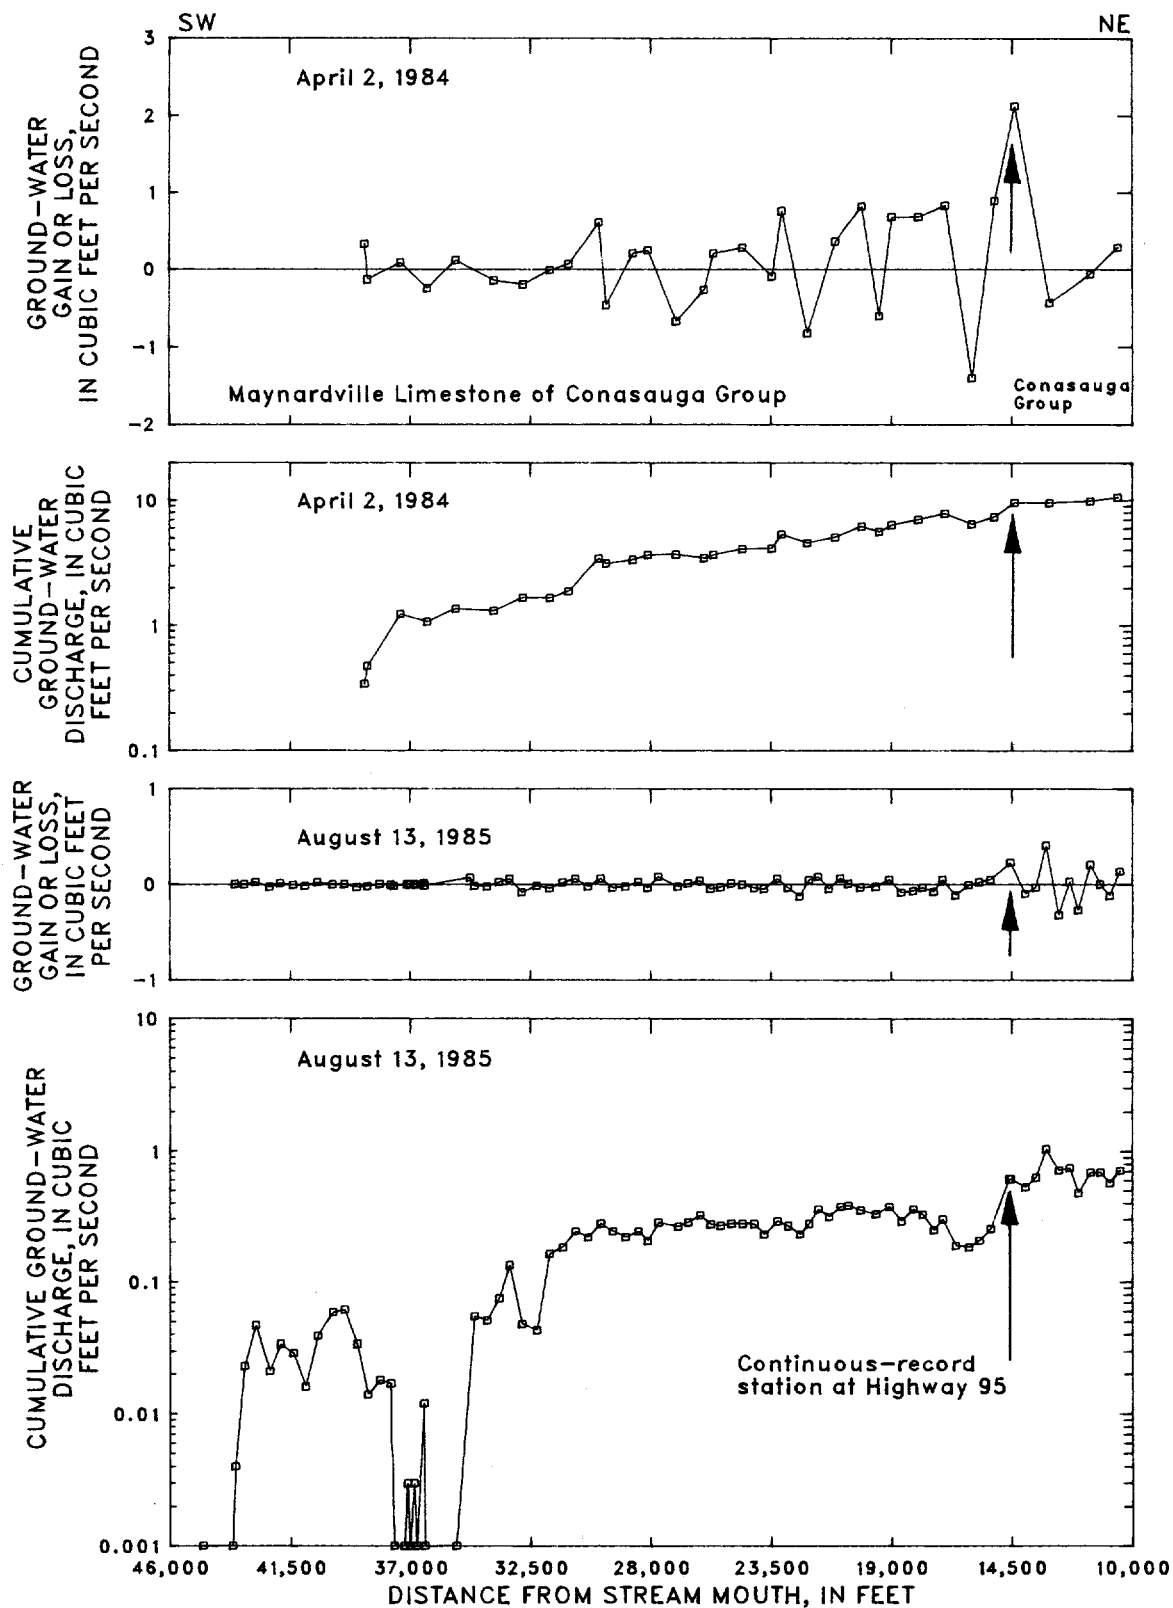 SW
NE
GROUND-WATER
GAIN OR LOSS,
IN CUBIC FEET PER SECOND
3
2
1
0
-1
-2
April 2, 1984
Maynardville Limestone of Conasauga Group
Conasauga
Group
CUMULATIVE
GROUND-WATER
DISCHARGE, IN CUBIC
FEET PER SECOND
10
1
0.1
April 2, 1984
GROUND-WATER
GAIN OR LOSS,
IN CUBIC FEET
PER SECOND
1
0
-1
August 13, 1985
CUMULATIVE GROUND-WATER
DISCHARGE, IN CUBIC
FEET PER SECOND
10
1
0.1
0.01
0.001
August 13, 1985
Continuous-record
station at Highway 95
46,000 41,500 37,000 32,500 28,000 23,500 19,000 14,500 10,000
DISTANCE FROM STREAM MOUTH, IN FEET